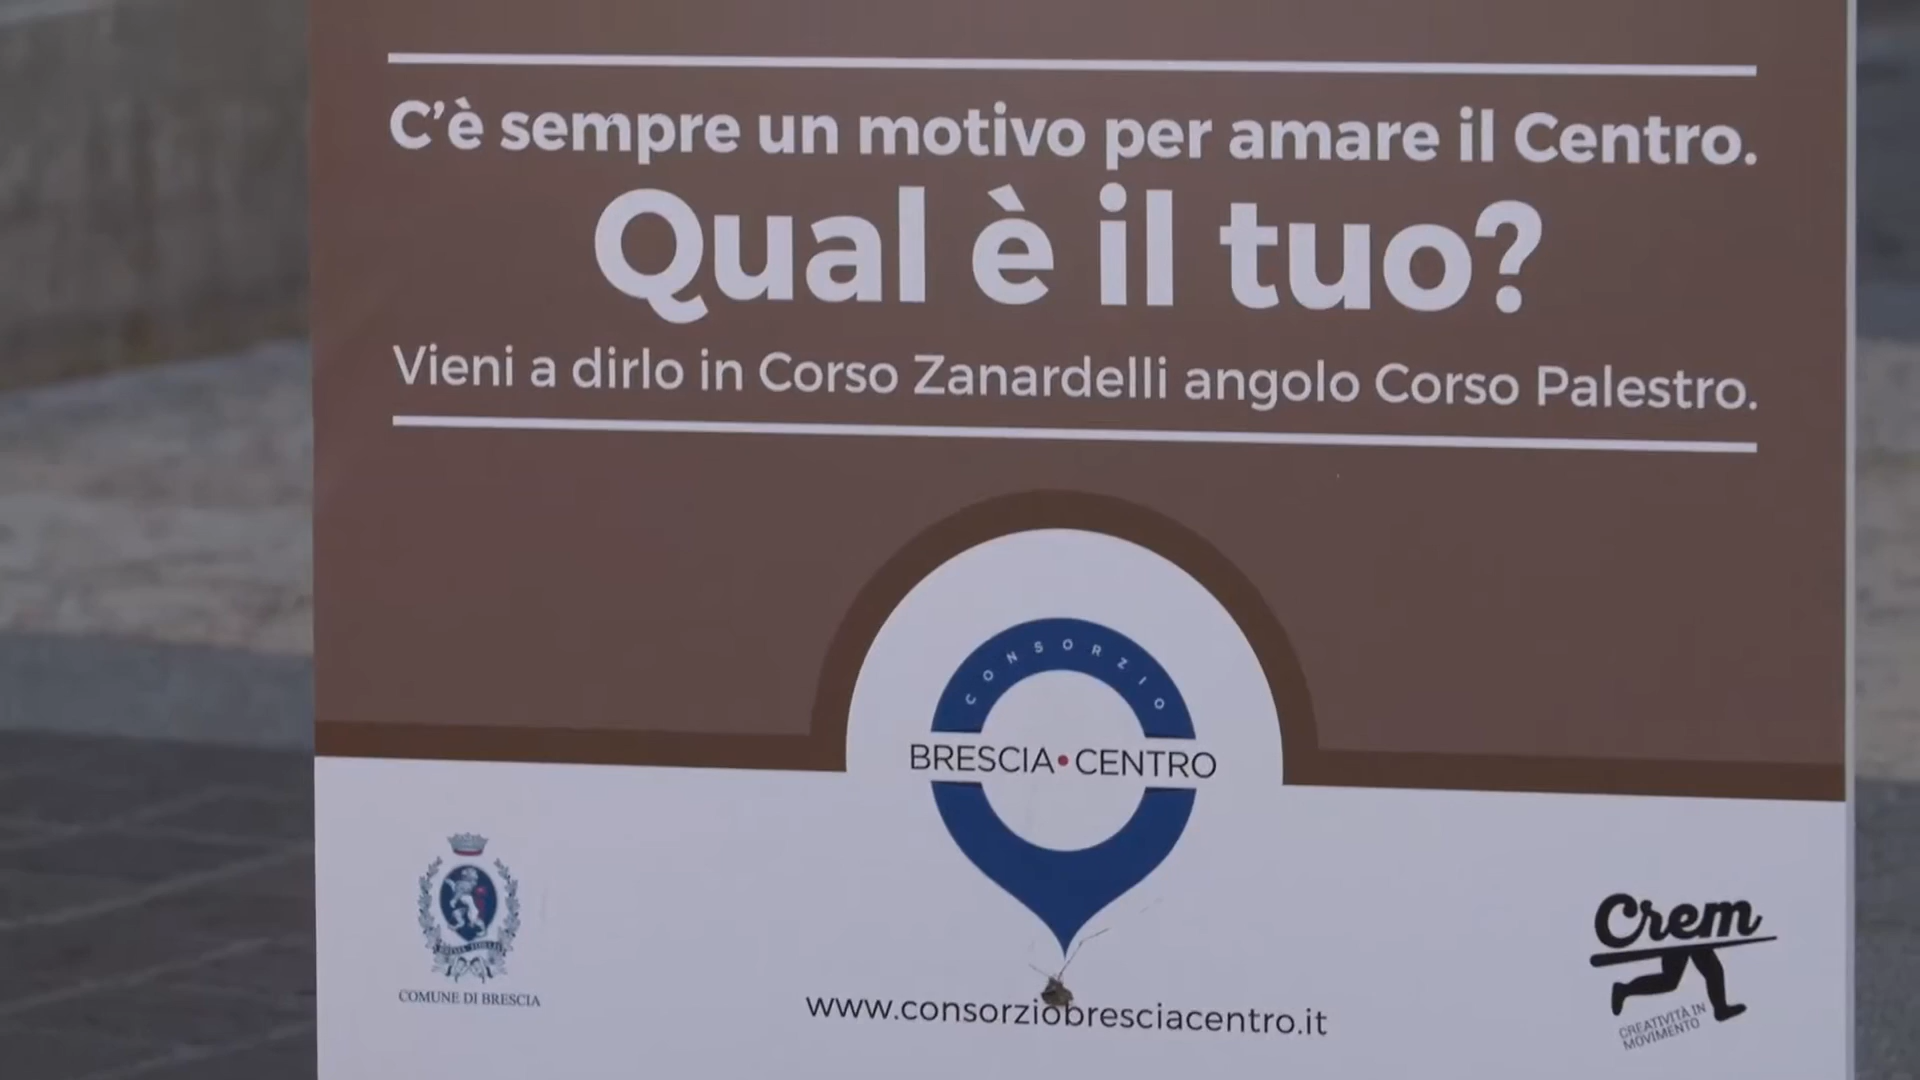 C'è sempre un motivo per amare il Centro.
Qual è il tuo?
Vieni a dirlo in Corso Zanardelli angolo Corso Palestro.
CONSORZIO
BRESCIA•CENTRO
COMUNE DI BRESCIA
www.consorziobresciacentro.it
Crem
CREATIVITÀ IN
MOVIMENTO